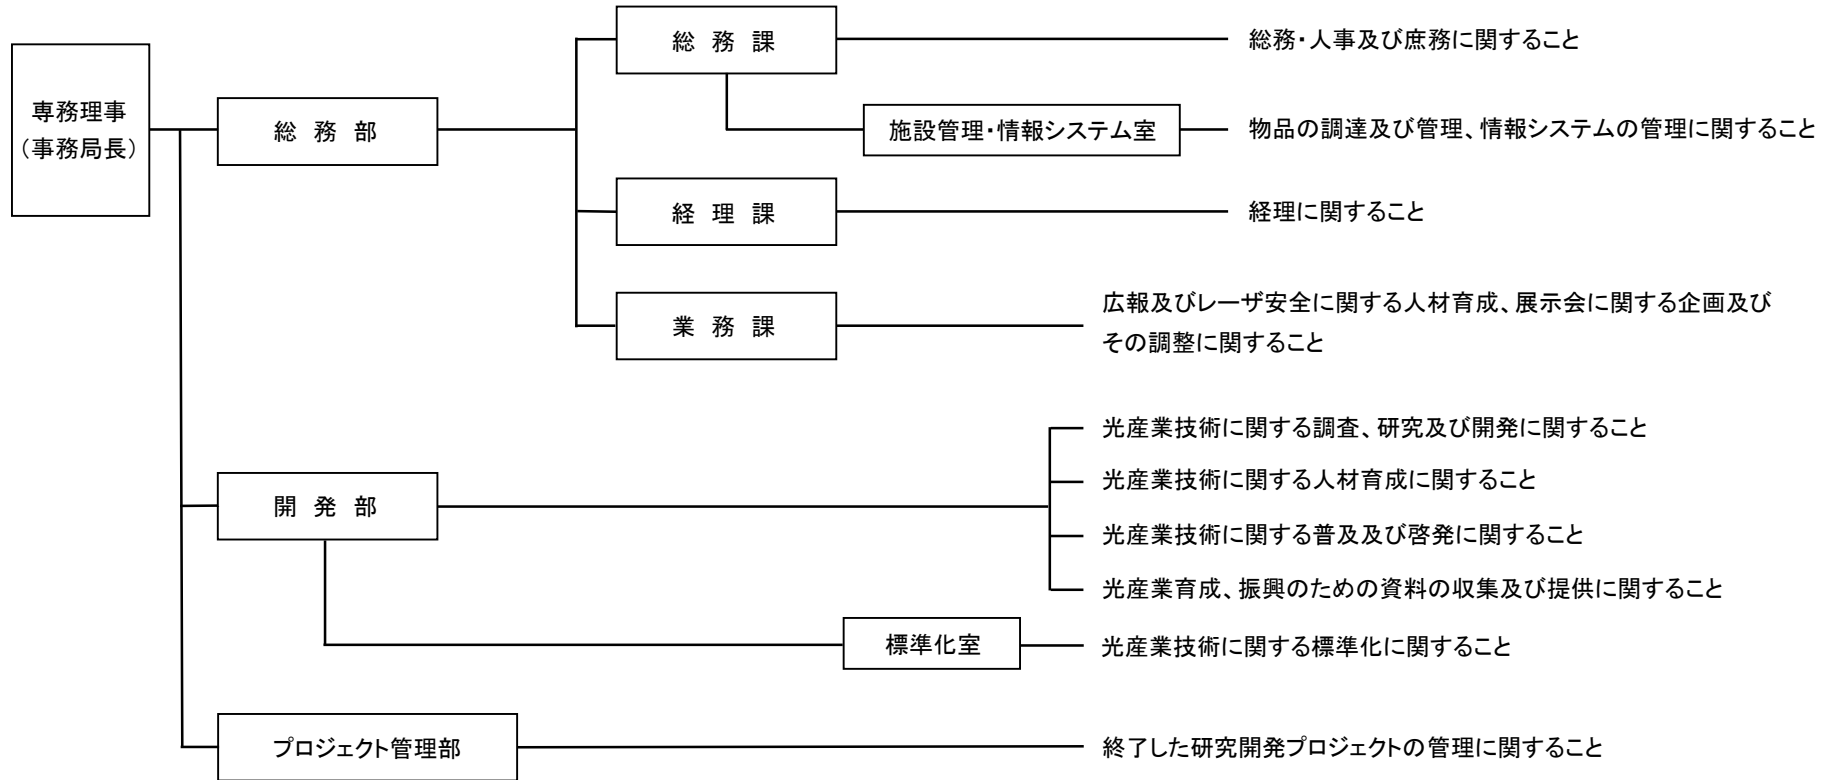 専務理事
（事務局長）
総務部
総務課
総務・人事及び庶務に関すること
施設管理・情報システム室
物品の調達及び管理、情報システムの管理に関すること
経理課
経理に関すること
業務課
広報及びレーザ安全に関する人材育成、展示会に関する企画及び
その調整に関すること
開発部
光産業技術に関する調査、研究及び開発に関すること
光産業技術に関する人材育成に関すること
光産業技術に関する普及及び啓発に関すること
光産業育成、振興のための資料の収集及び提供に関すること
標準化室
光産業技術に関する標準化に関すること
プロジェクト管理部
終了した研究開発プロジェクトの管理に関すること